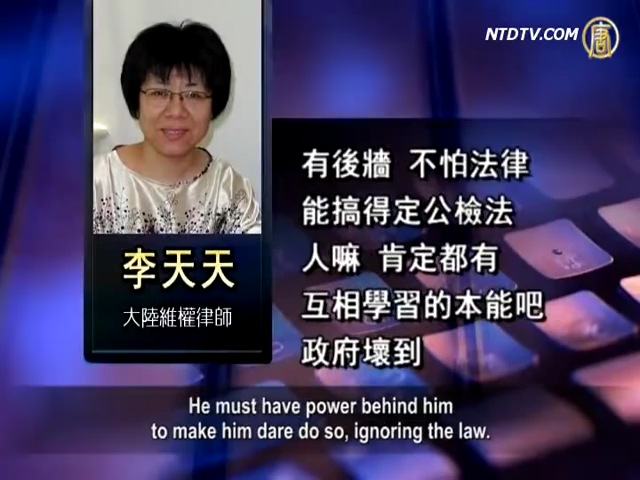 NTDTV.COM
唐
有後牆 不怕法律
能搞得定公檢法
人嘛 肯定都有
互相學習的本能吧
政府壞到
李天天
大陸維權律師
He must have power behind him
to make him dare do so, ignoring the law.